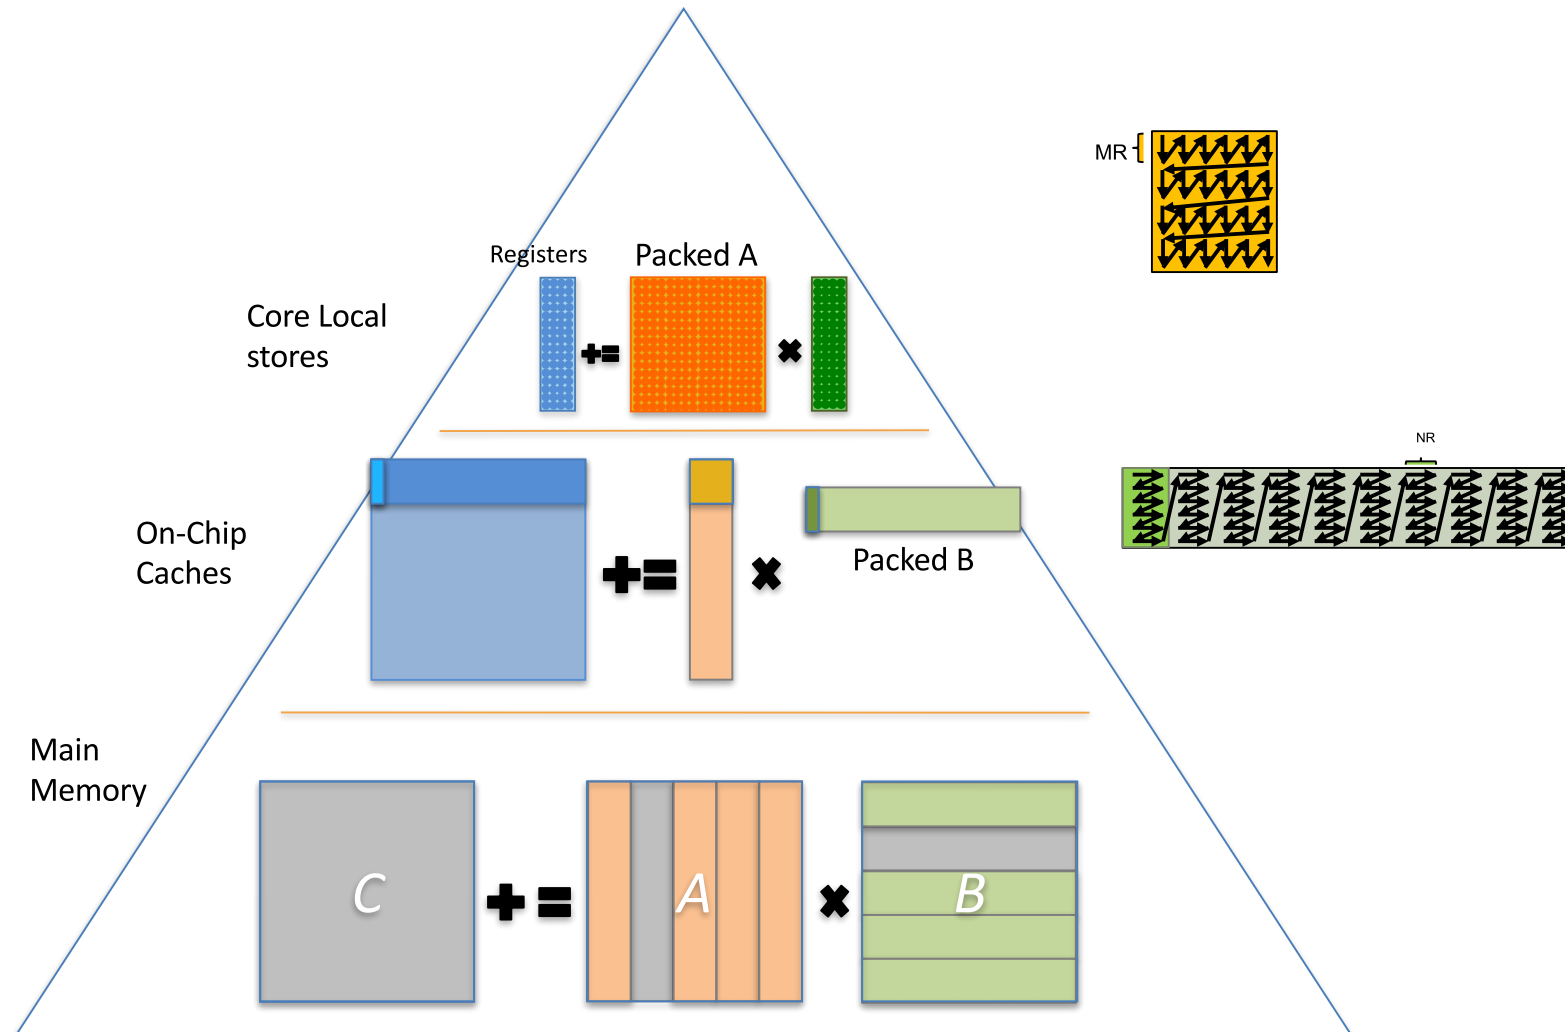 MR
Registers
Packed A
Core Local
stores
NR
On-Chip
Caches
Packed B
Main
Memory
C
A
B